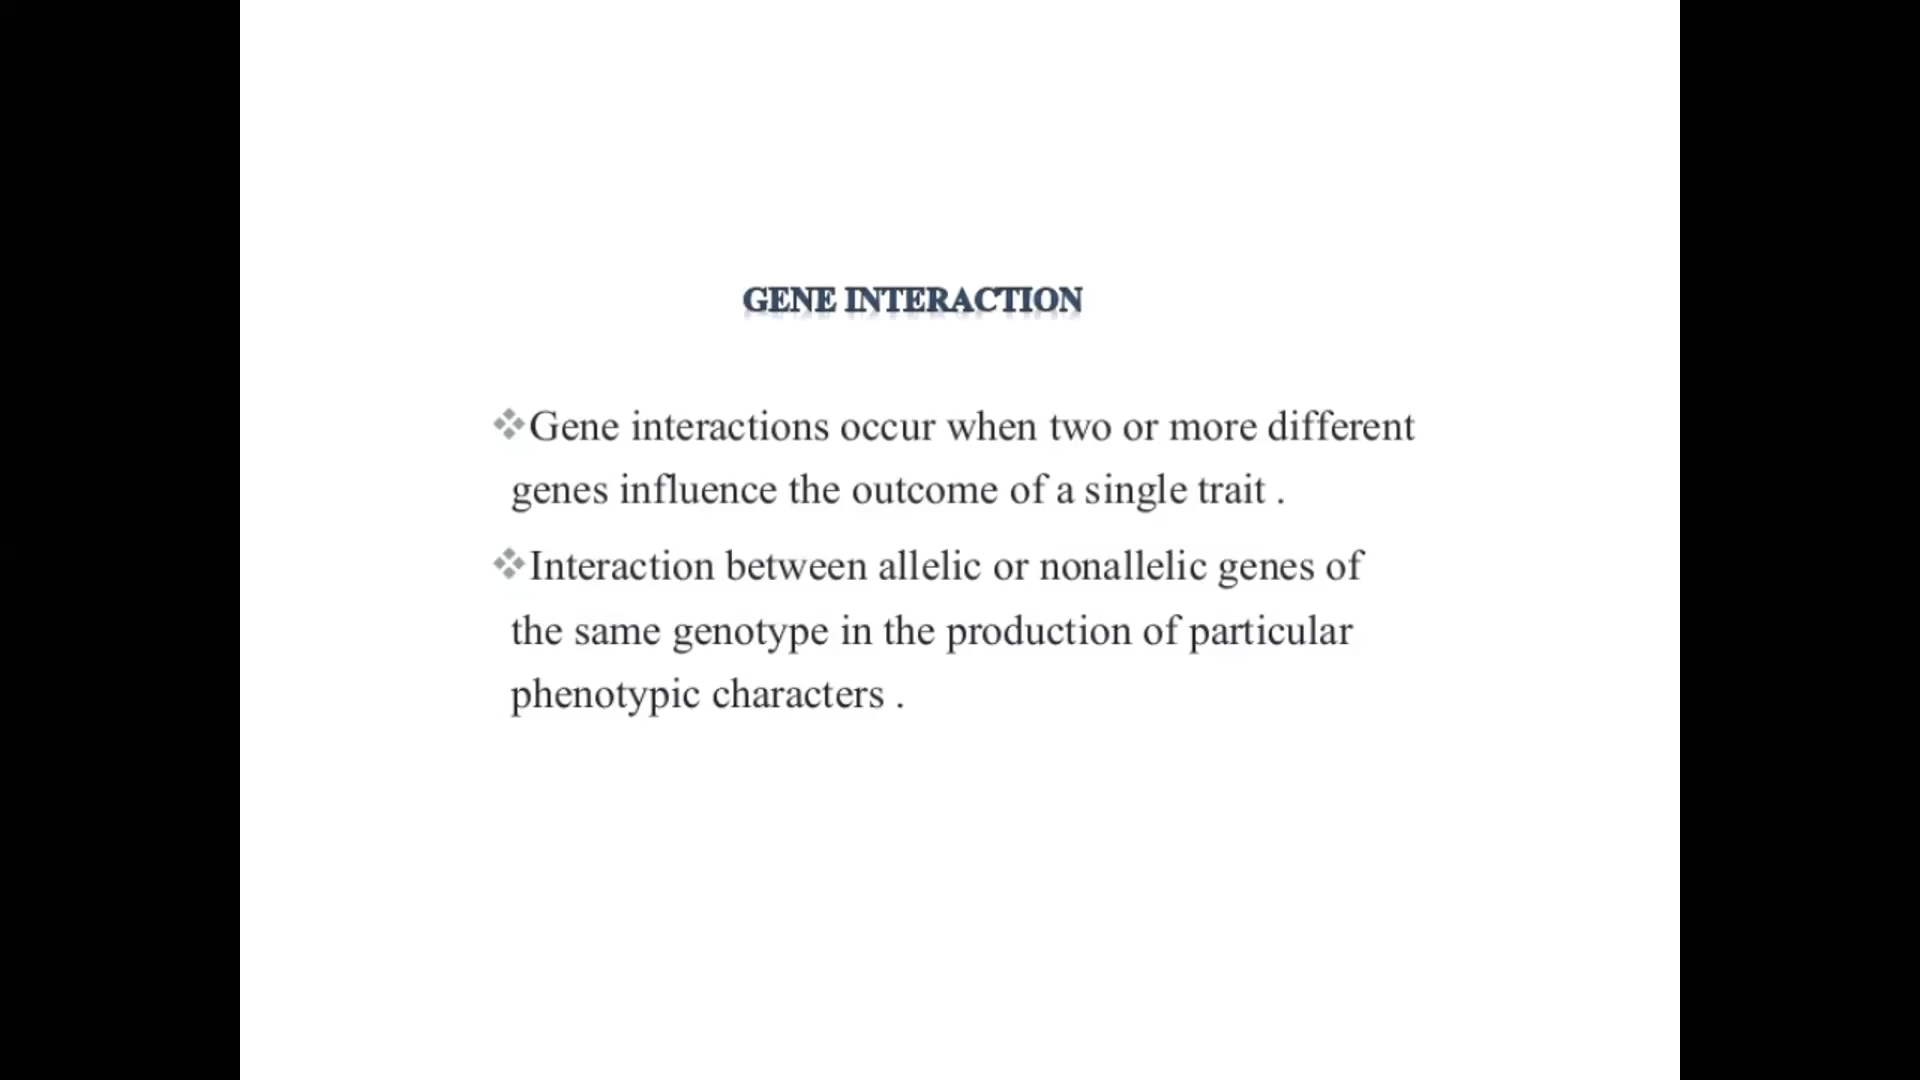 GENE INTERACTION
❖Gene interactions occur when two or more different
genes influence the outcome of a single trait .
❖Interaction between allelic or nonallelic genes of
the same genotype in the production of particular
phenotypic characters .